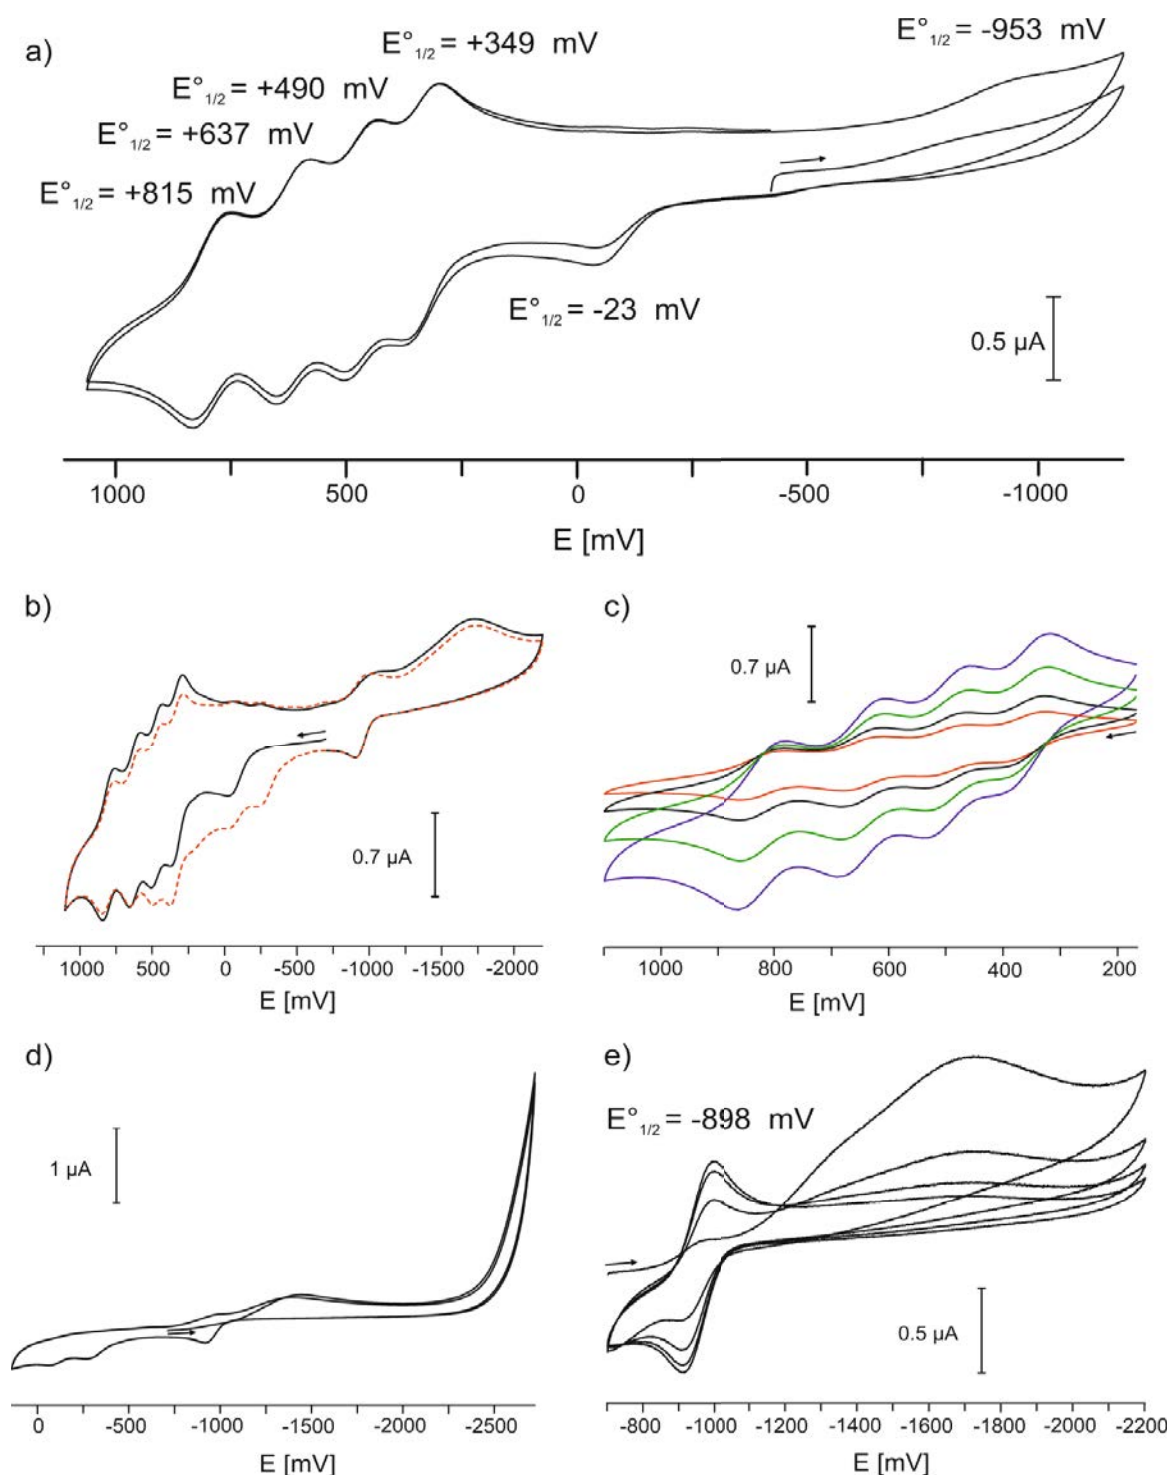 a)
E°1/2 = +349 mV
E°1/2 = -953 mV
E°1/2 = +490 mV
E°1/2 = +637 mV
E°1/2 = +815 mV
E°1/2 = -23 mV
0.5 µA
1000 500 0 -500 -1000
E [mV]
b)
0.7 µA
1000 500 0 -500 -1000 -1500 -2000
E [mV]
c)
0.7 µA
1000 800 600 400 200
E [mV]
d)
1 µA
0 -500 -1000 -1500 -2000 -2500
E [mV]
e)
E°1/2 = -898 mV
0.5 µA
-800 -1000 -1200 -1400 -1600 -1800 -2000 -2200
E [mV]